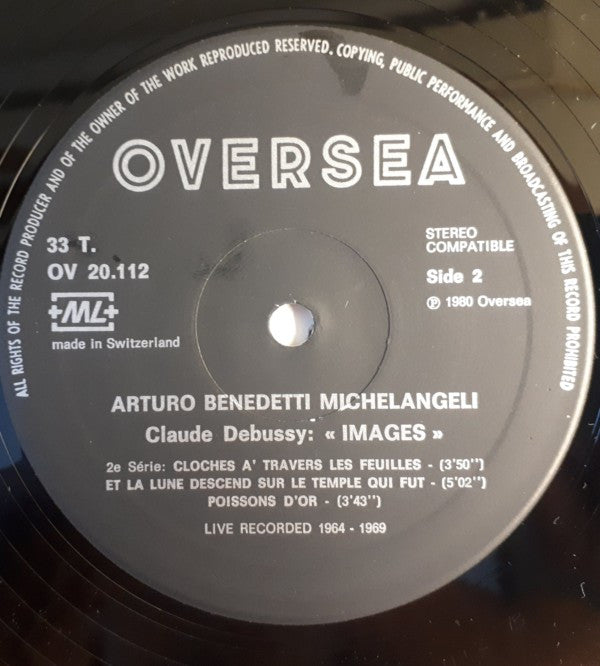 ALL RIGHTS OF THE RECORD PRODUCER AND OF THE OWNER OF THE WORK REPRODUCED RESERVED. COPYING, PUBLIC PERFORMANCE AND BROADCASTING OF THIS RECORD PROHIBITED
OVERSEA
33 T.
OV 20.112
+ML+
made in Switzerland
STEREO
COMPATIBLE
Side 2
℗ 1980 Oversea
ARTURO BENEDETTI MICHELANGELI
Claude Debussy: « IMAGES »
2e Série: CLOCHES A' TRAVERS LES FEUILLES - (3'50'')
ET LA LUNE DESCEND SUR LE TEMPLE QUI FUT - (5'02'')
POISSONS D'OR - (3'43'')
LIVE RECORDED 1964 - 1969